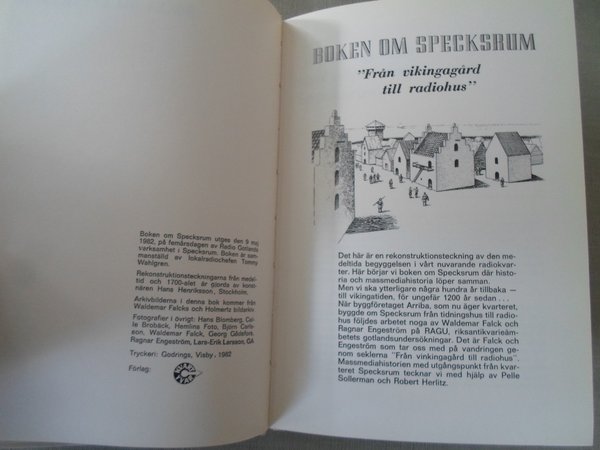 Boken om Specksrum utges den 9 maj
1982, på femårsdagen av Radio Gotlands
verksamhet i Specksrum. Boken är sam-
manställd av lokalradiochefen Tommy
Wahlgren.
Rekonstruktionsteckningarna från medel-
tid och 1700-talet är gjorda av konst-
nären Hans Henriksson, Stockholm.
Arkivbilderna i denna bok kommer från
Waldemar Falcks och Holmertz bildarkiv
Fotografier i övrigt: Hans Blomberg, Cal-
le Brobäck, Hemlins Foto, Björn Carls-
son, Waldemar Falck, Georg Gådefors,
Ragnar Engeström, Lars-Erik Larsson, GA
Tryckeri: Godrings, Visby, 1982
Förlag:
BOKEN OM SPECKSRUM
"Från vikingagård
till radiohus"
Det här är en rekonstruktionsteckning av den me-
deltida begyggelsen i vårt nuvarande radiokvar-
ter. Här börjar vi boken om Specksrum där histo-
ria och massmediahistoria löper samman.
Men vi ska ytterligare några hundra år tillbaka —
till vikingatiden, för ungefär 1200 år sedan . . .
När byggföretaget Arriba, som nu äger kvarteret,
byggde om Specksrum från tidningshus till radio-
hus följdes arbetet noga av Waldemar Falck och
Ragnar Engeström på RAGU, riksantikvarieäm-
betets gotlandsundersökningar. Det är Falck och
Engeström som tar oss med på vandringen ge-
nom seklerna "Från vinkingagård till radiohus".
Massmediahistorien med utgångspunkt från kvar-
teret Specksrum tecknar vi med hjälp av Pelle
Sollerman och Robert Herlitz.